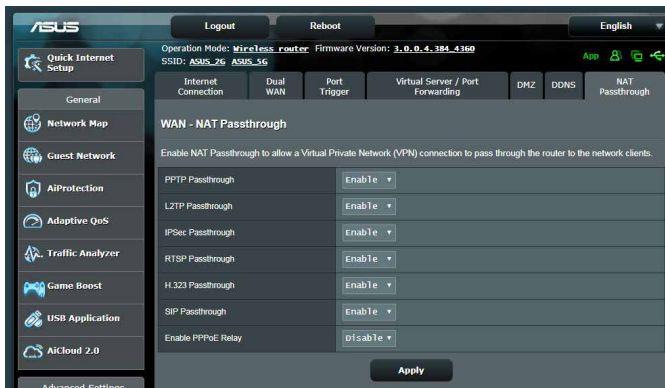 ASUS
Logout
Reboot
English
Quick Internet
Setup
Operation Mode: Wireless router Firmware Version: 3.0.0.4.384_4360
SSID: ASUS_2G ASUS_5G
App
General
Network Map
Guest Network
AiProtection
Adaptive QoS
Traffic Analyzer
Game Boost
USB Application
AiCloud 2.0
Advanced Settings
Internet
Connection
Dual
WAN
Port
Trigger
Virtual Server / Port
Forwarding
DMZ
DDNS
NAT
Passthrough
WAN - NAT Passthrough
Enable NAT Passthrough to allow a Virtual Private Network (VPN) connection to pass through the router to the network clients.
PPTP Passthrough Enable
L2TP Passthrough Enable
IPSec Passthrough Enable
RTSP Passthrough Enable
H.323 Passthrough Enable
SIP Passthrough Enable
Enable PPPoE Relay Disable
Apply